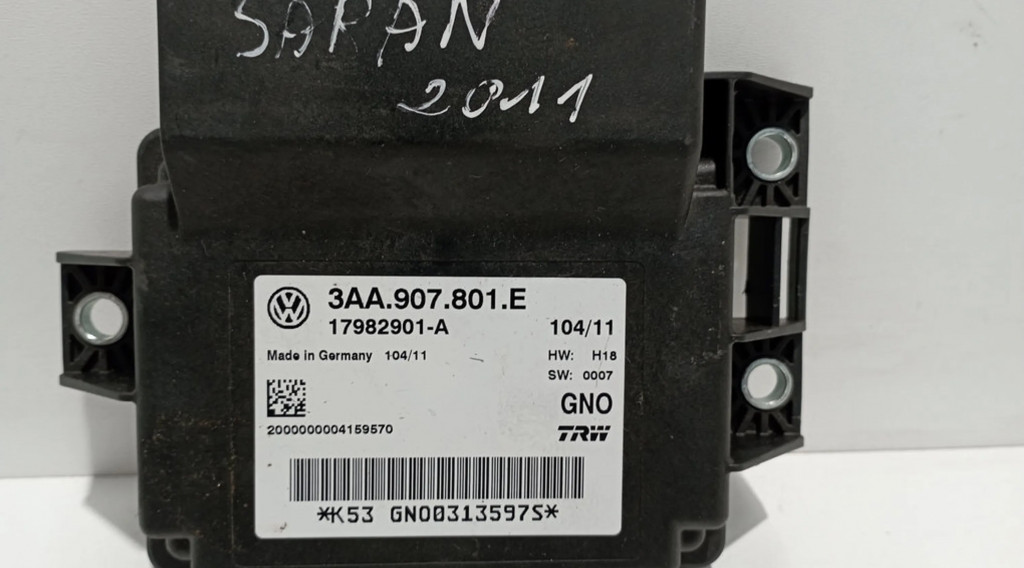 SARAN
2011
3AA.907.801.E
17982901-A 104/11
Made in Germany 104/11 HW: H18
SW: 0007
GNO
2000000004159570 TRW
*K53 GNO0313597S*